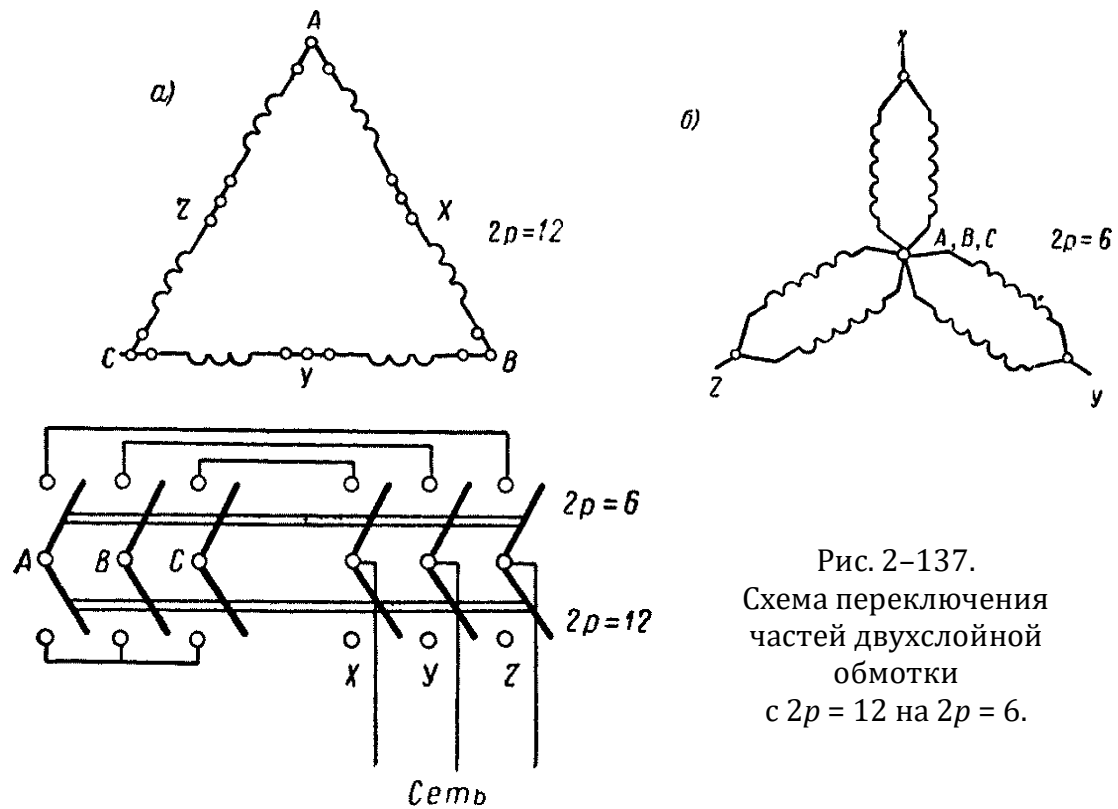 A
а)
Z
X
2p=12
C
У
B
б)
X
A, B, C
2p=6
Z
У
2p=6
A
B
C
2p=12
X
У
Z
Сеть
Рис. 2–137.
Схема переключения
частей двухслойной
обмотки
с 2p = 12 на 2p = 6.